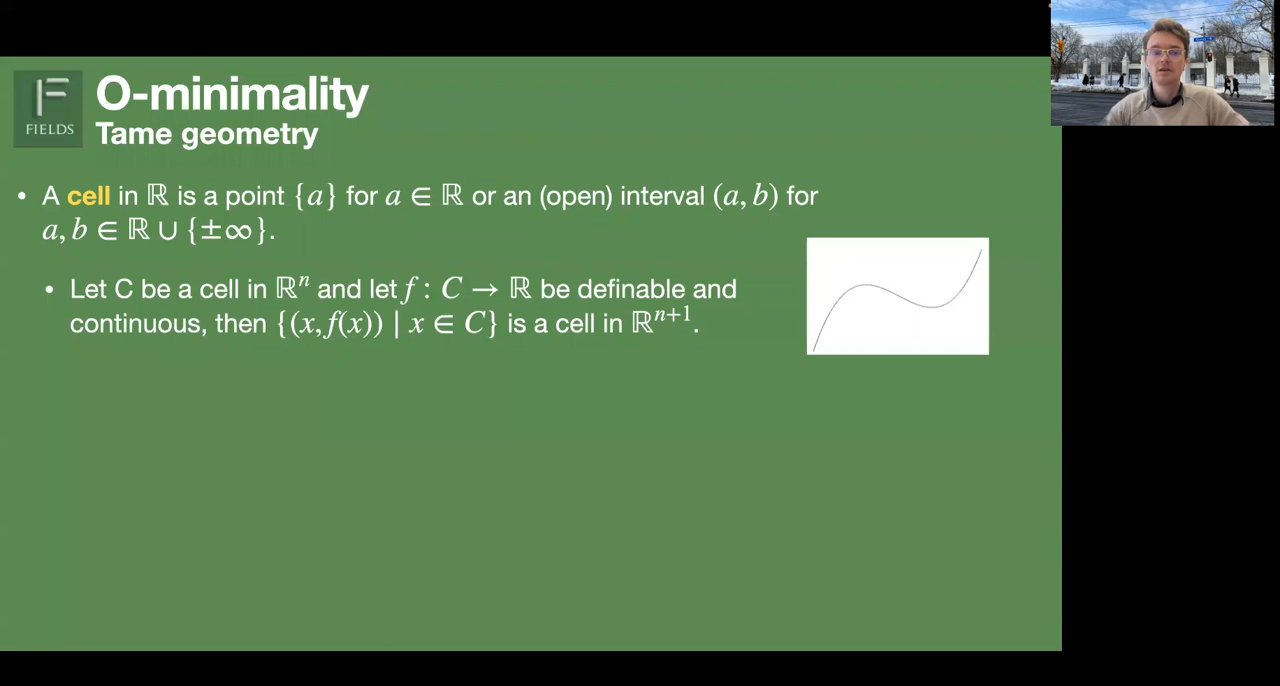 FIELDS
O-minimality
Tame geometry
• A cell in ℝ is a point {a} for a ∈ ℝ or an (open) interval (a, b) for
a, b ∈ ℝ ∪ {±∞}.
• Let C be a cell in ℝⁿ and let f : C → ℝ be definable and
continuous, then {(x, f(x)) | x ∈ C} is a cell in ℝⁿ⁺¹.